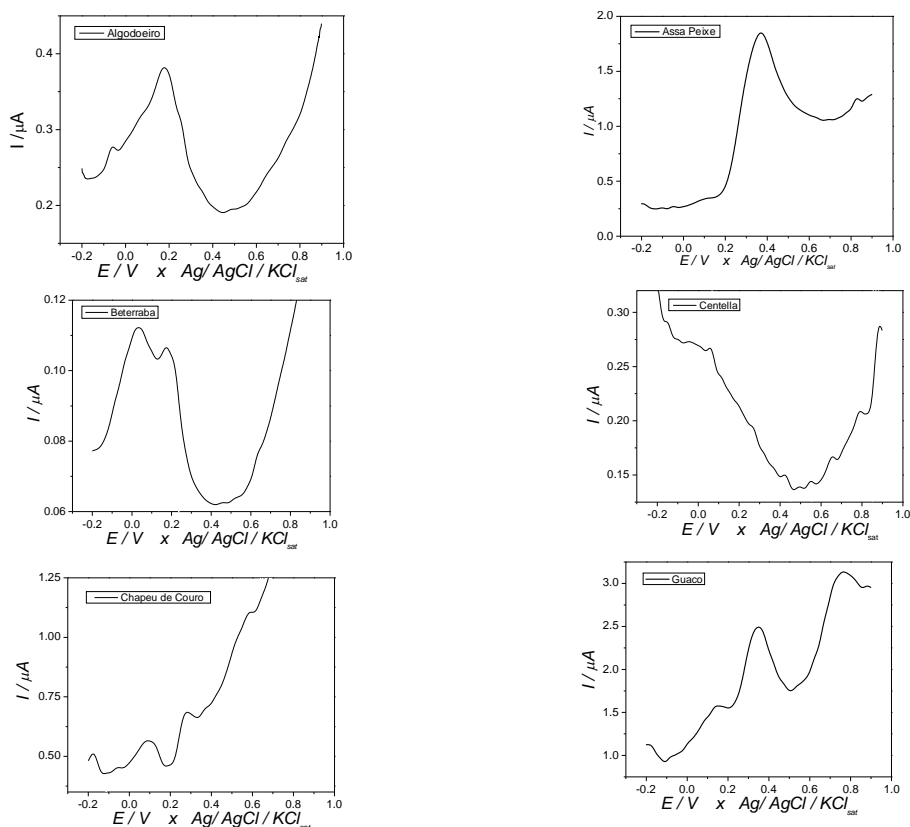 Algodoeiro
0.4
0.3
0.2
I / µA
-0.2 0.0 0.2 0.4 0.6 0.8 1.0
E / V x Ag/ AgCl / KCl sat
Assa Peixe
2.0
1.5
1.0
0.5
0.0
I / µA
-0.2 0.0 0.2 0.4 0.6 0.8 1.0
E / V x Ag/ AgCl / KCl sat
Beterraba
0.12
0.10
0.08
0.06
I / µA
-0.2 0.0 0.2 0.4 0.6 0.8 1.0
E / V x Ag/ AgCl / KCl sat
Centella
0.30
0.25
0.20
0.15
I / µA
-0.2 0.0 0.2 0.4 0.6 0.8 1.0
E / V x Ag/ AgCl / KCl sat
Chapeu de Couro
1.25
1.00
0.75
0.50
I / µA
-0.2 0.0 0.2 0.4 0.6 0.8 1.0
E / V x Ag/ AgCl / KCl sat
Guaco
3.0
2.5
2.0
1.5
1.0
I / µA
-0.2 0.0 0.2 0.4 0.6 0.8 1.0
E / V x Ag/ AgCl / KCl sat